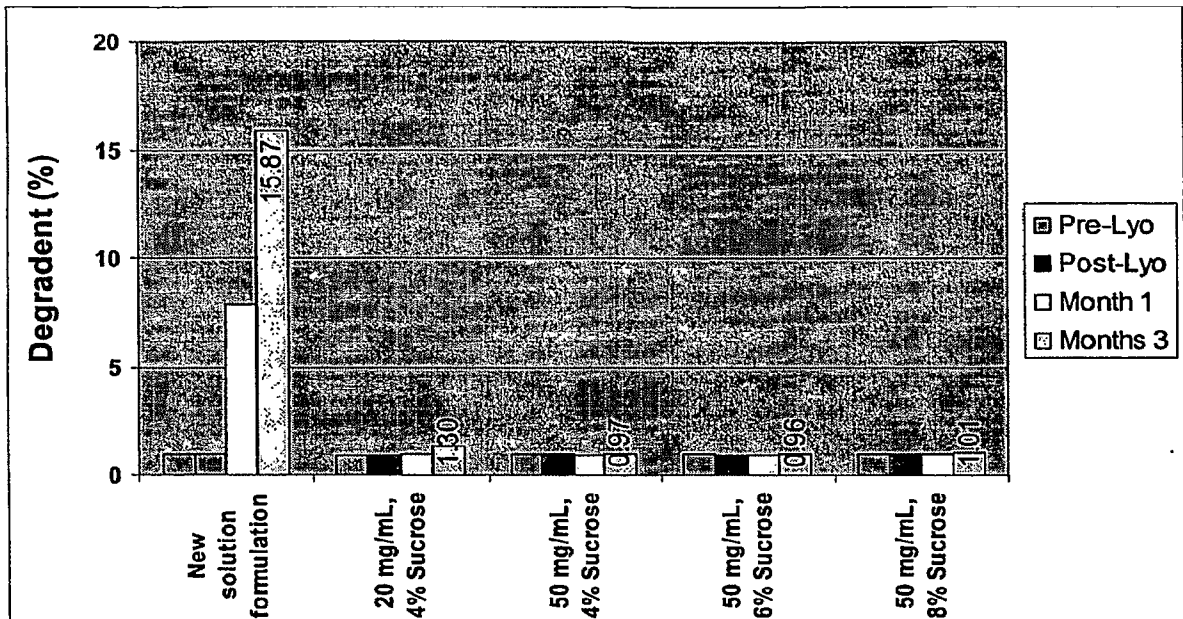 20
15
10
5
0
Degradent (%)
15.87
1.30
0.97
0.96
1.01
Pre-Lyo
Post-Lyo
Month 1
Months 3
New
solution
formulation
20 mg/mL,
4% Sucrose
50 mg/mL,
4% Sucrose
50 mg/mL,
6% Sucrose
50 mg/mL,
8% Sucrose